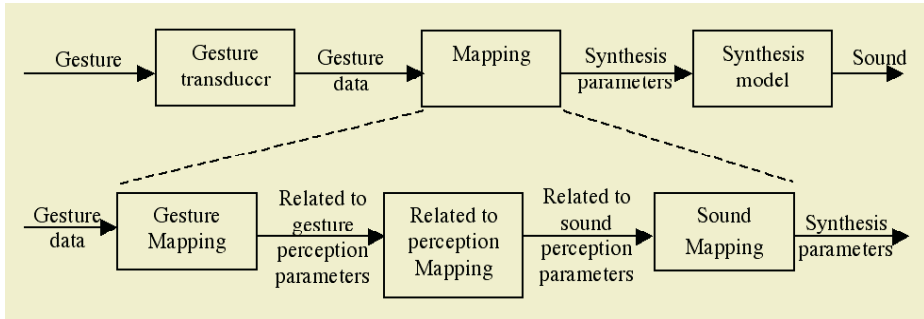 Gesture
Gesture
transducer
Gesture
data
Mapping
Synthesis
parameters
Synthesis
model
Sound
Gesture
data
Gesture
Mapping
Related to
gesture
perception
parameters
Related to
perception
Mapping
Related to
sound
perception
parameters
Sound
Mapping
Synthesis
parameters